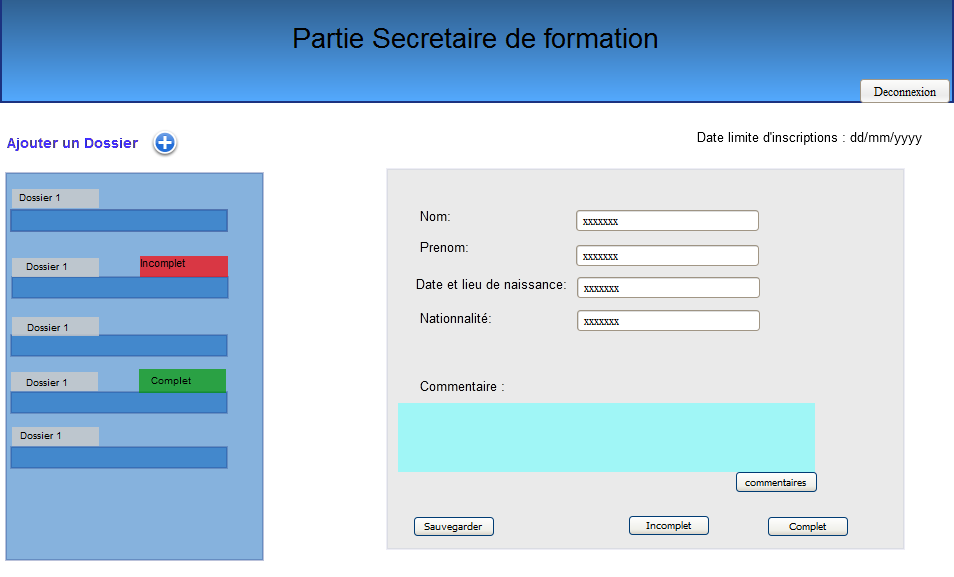 Partie Secretaire de formation
Deconnexion
Ajouter un Dossier
Date limite d'inscriptions : dd/mm/yyyy
Dossier 1
Dossier 1 Incomplet
Dossier 1
Dossier 1 Complet
Dossier 1
Nom: xxxxxxx
Prenom: xxxxxxx
Date et lieu de naissance: xxxxxxx
Nationnalité: xxxxxxx
Commentaire :
commentaires
Sauvegarder Incomplet Complet